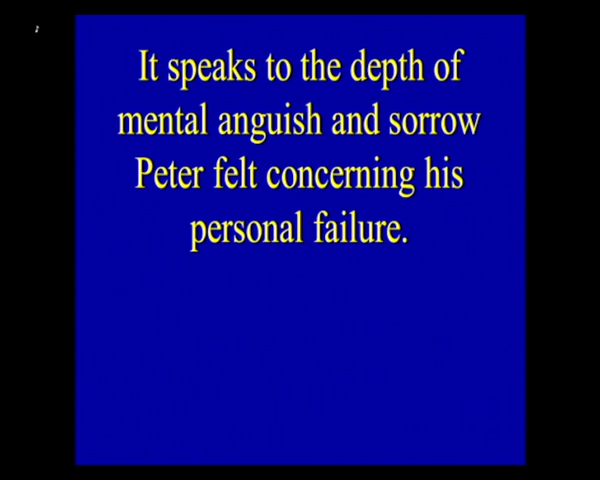 It speaks to the depth of
mental anguish and sorrow
Peter felt concerning his
personal failure.